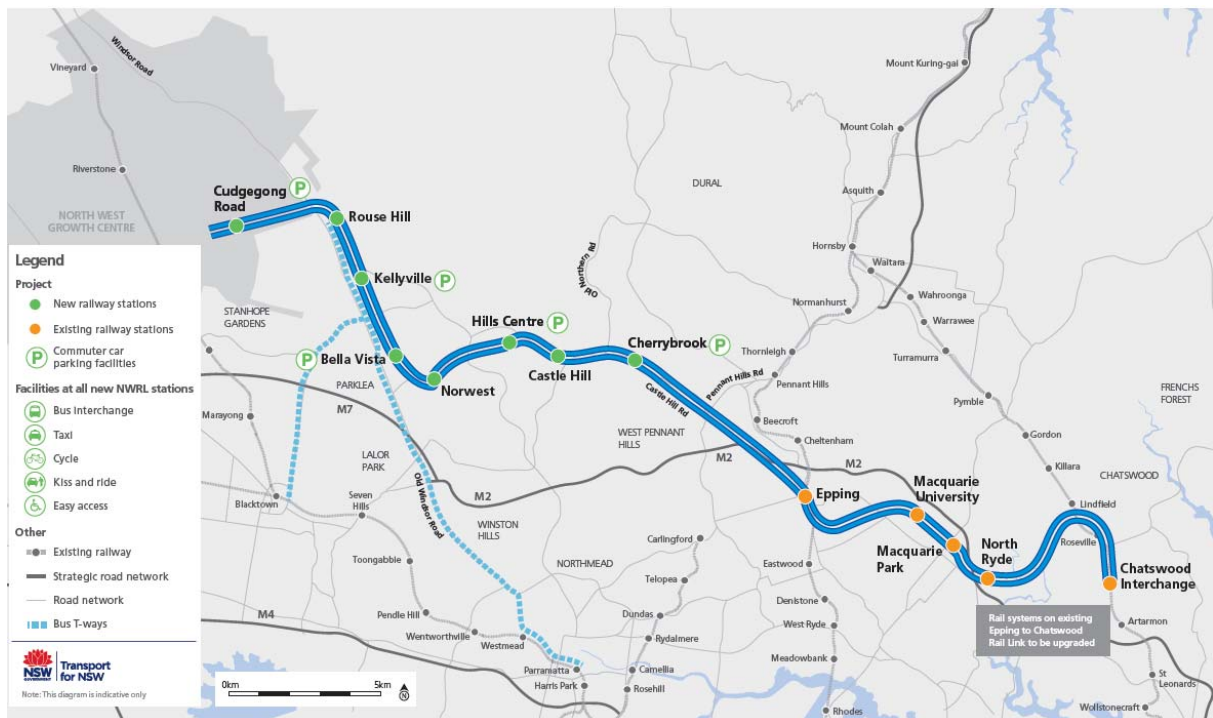 Vineyard
Windsor Road
Riverstone
NORTH WEST
GROWTH CENTRE
Cudgegong
Road
P
Rouse Hill
Kellyville
P
STANHOPE
GARDENS
P
Bella Vista
PARKLEA
M7
Norwest
Hills Centre
P
Castle Hill
Cherrybrook
P
Castle Hill Rd
Pennant Hills Rd
Old Northern Rd
DURAL
Mount Kuring-gai
Mount Colah
Asquith
Hornsby
Waitara
Wahroonga
Warrawee
Turramurra
Normanhurst
Thornleigh
Pennant Hills
Beecroft
Cheltenham
WEST PENNANT
HILLS
M2
M2
Pymble
Gordon
Killara
FRENCHS
FOREST
CHATSWOOD
Lindfield
Roseville
Epping
Macquarie
University
Macquarie
Park
North
Ryde
Chatswood
Interchange
Rail systems on existing
Epping to Chatswood
Rail Link to be upgraded
Artarmon
St
Leonards
Wollstonecraft
Marayong
Blacktown
LALOR
PARK
Seven
Hills
Old Windsor Road
M2
WINSTON
HILLS
Toongabbie
NORTHMEAD
Carlingford
Telopea
Dundas
Rydalmere
Camellia
Rosehill
Pendle Hill
Wentworthville
Westmead
Parramatta
Harris Park
M4
Eastwood
Denistone
West Ryde
Meadowbank
Rhodes
Legend
Project
New railway stations
Existing railway stations
P
Commuter car
parking facilities
Facilities at all new NWRL stations
Bus Interchange
Taxi
Cycle
Kiss and ride
Easy access
Other
Existing railway
Strategic road network
Road network
Bus T-ways
NSW
GOVERNMENT
Transport
for NSW
Note: This diagram is indicative only
0km
5km
N